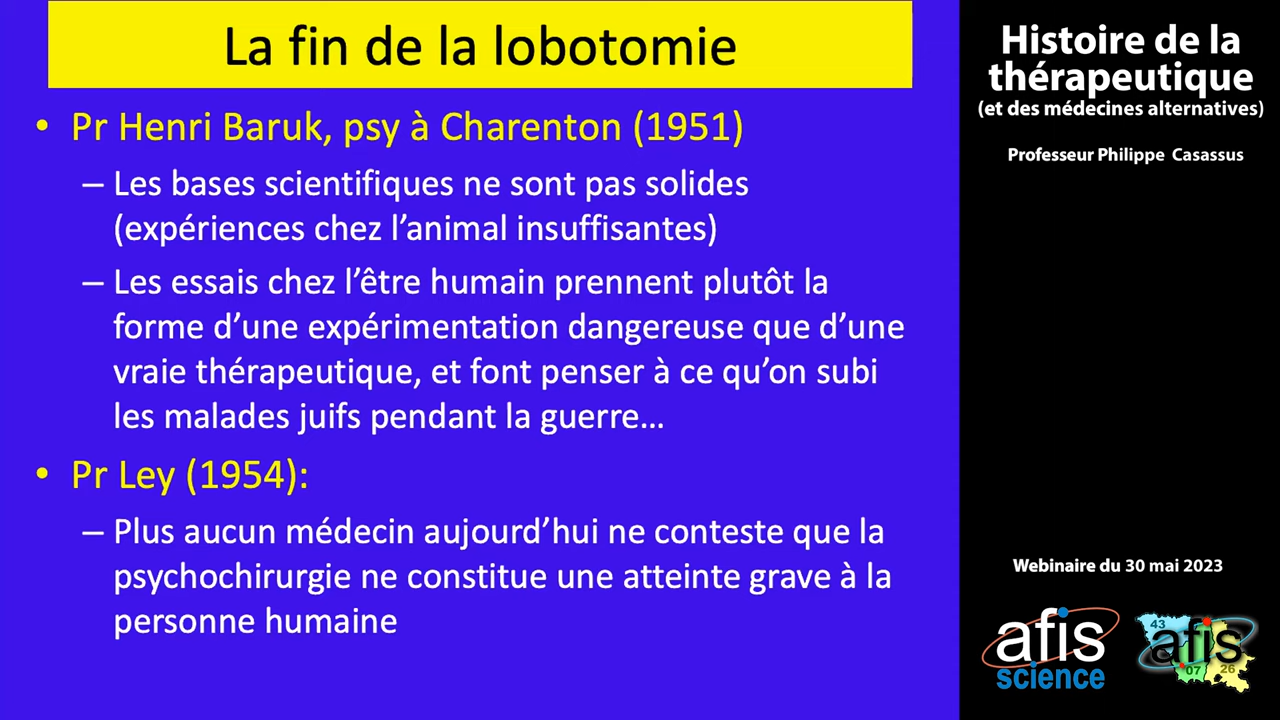 La fin de la lobotomie
• Pr Henri Baruk, psy à Charenton (1951)
– Les bases scientifiques ne sont pas solides
(expériences chez l’animal insuffisantes)
– Les essais chez l’être humain prennent plutôt la
forme d’une expérimentation dangereuse que d’une
vraie thérapeutique, et font penser à ce qu’on subi
les malades juifs pendant la guerre…
• Pr Ley (1954):
– Plus aucun médecin aujourd’hui ne conteste que la
psychochirurgie ne constitue une atteinte grave à la
personne humaine
Histoire de la
thérapeutique
(et des médecines alternatives)
Professeur Philippe Casassus
Webinaire du 30 mai 2023
afis
science
43
afis
07
26